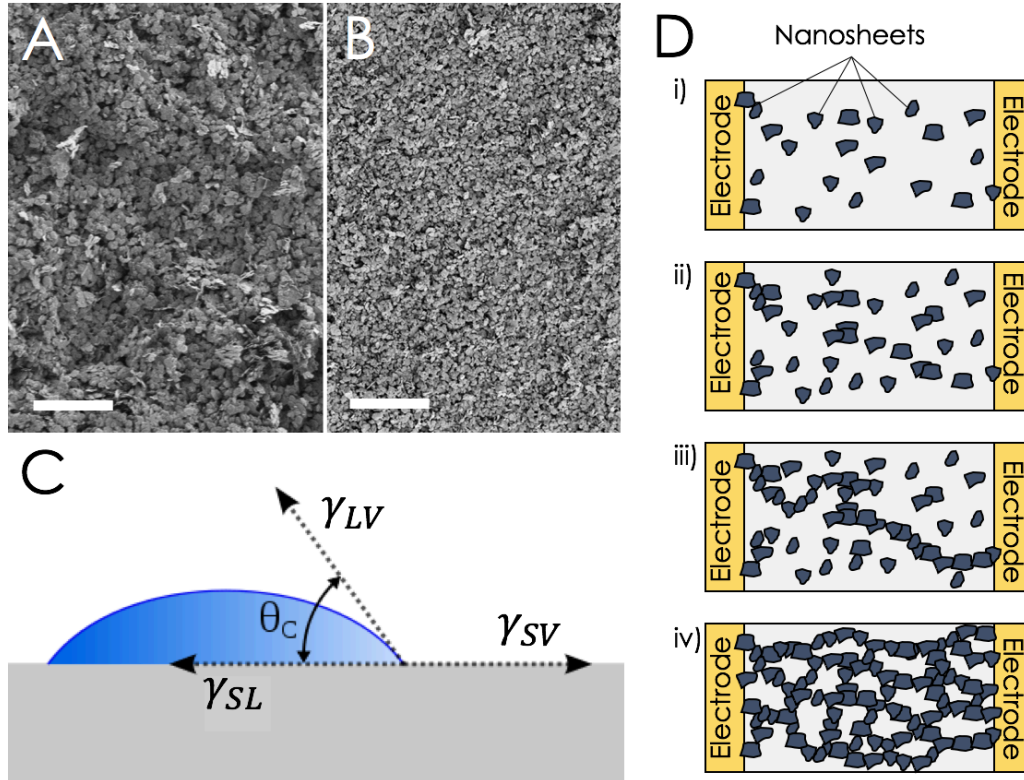 A
B
C
γLV
θC
γSV
γSL
D
Nanosheets
i)
Electrode
Electrode
ii)
Electrode
Electrode
iii)
Electrode
Electrode
iv)
Electrode
Electrode